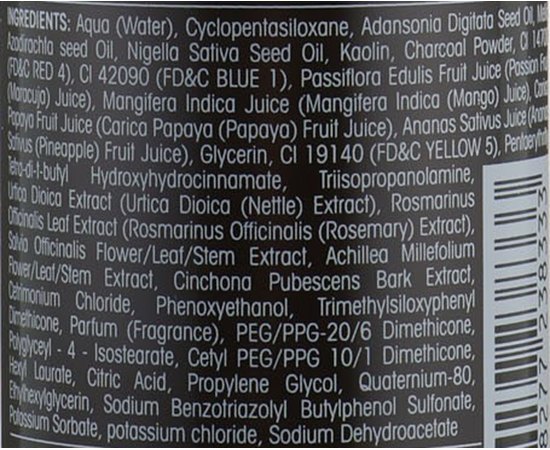 INGREDIENTS: Aqua (Water), Cyclopentasiloxane, Adansonia Digitata Seed Oil,
Azadirachla seed Oil, Nigella Sativa Seed Oil, Kaolin, Charcoal Powder, CI
(FD&C RED 4), CI 42090 (FD&C BLUE 1), Passiflora Edulis Fruit Juice (Passion
(Maracuja) Juice), Mangifera Indica Juice (Mangifera Indica (Mango) Juice),
Papaya Fruit Juice (Carica Papaya (Papaya) Fruit Juice), Ananas Sativus Juice
Sativus (Pineapple) Fruit Juice), Glycerin, CI 19140 (FD&C YELLOW 5),
Tetra-di-t-butyl Hydroxyhydrocinnamate, Triisopropanolamine,
Urtica Dioica Extract (Urtica Dioica (Nettle) Extract), Rosmarinus
Officinalis Leaf Extract (Rosmarinus Officinalis (Rosemary) Extract),
Salvia Officinalis Flower/Leaf/Stem Extract, Achillea Millefolium
Flower/Leaf/Stem Extract, Cinchona Pubescens Bark Extract,
Cetrimonium Chloride, Phenoxyethanol, Trimethylsiloxyphenyl
Dimethicone, Parfum (Fragrance), PEG/PPG-20/6 Dimethicone,
Polyglyceyl - 4 - Isostearate, Cetyl PEG/PPG 10/1 Dimethicone,
Hexyl Laurate, Citric Acid, Propylene Glycol, Quaternium-80,
Ethylhexylglycerin, Sodium Benzotriazolyl Butylphenol Sulfonate,
Potassium Sorbate, potassium chloride, Sodium Dehydroacetate